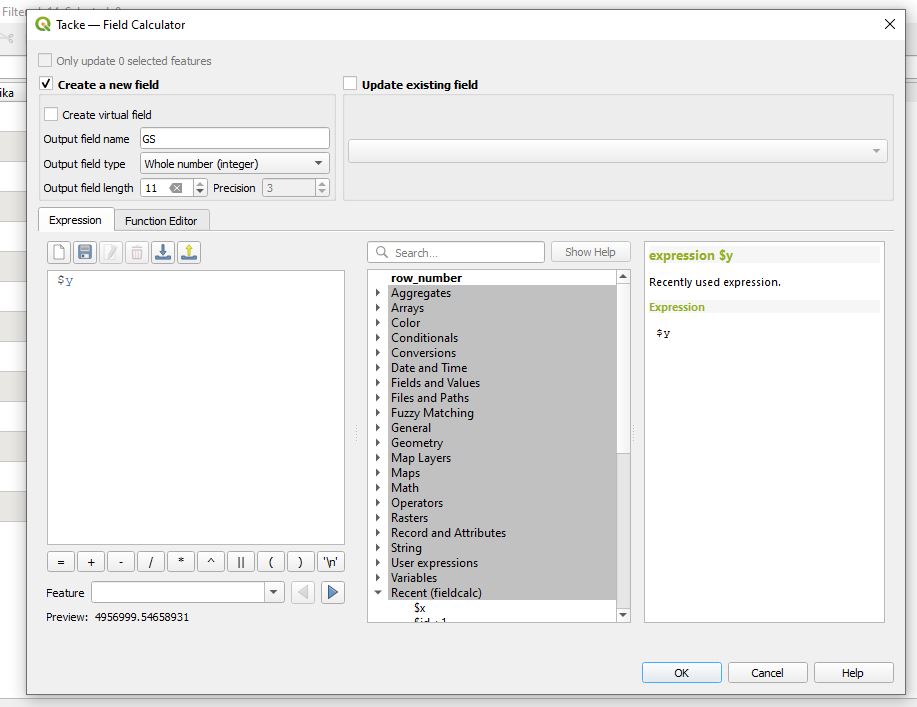 Tacke — Field Calculator
Only update 0 selected features
Create a new field
Update existing field
ika
Create virtual field
Output field name GS
Output field type Whole number (integer)
Output field length 11 Precision 3
Expression Function Editor
Search... Show Help
expression $y
$y
row_number
Recently used expression.
Aggregates
Arrays
Expression
Color
$y
Conditionals
Conversions
Date and Time
Fields and Values
Files and Paths
Fuzzy Matching
General
Geometry
Map Layers
Maps
Math
Operators
Rasters
Record and Attributes
String
User expressions
Variables
Recent (fieldcalc)
$x
= + - / * ^ || ( ) '\n'
Feature
Preview: 4956999.54658931
OK Cancel Help